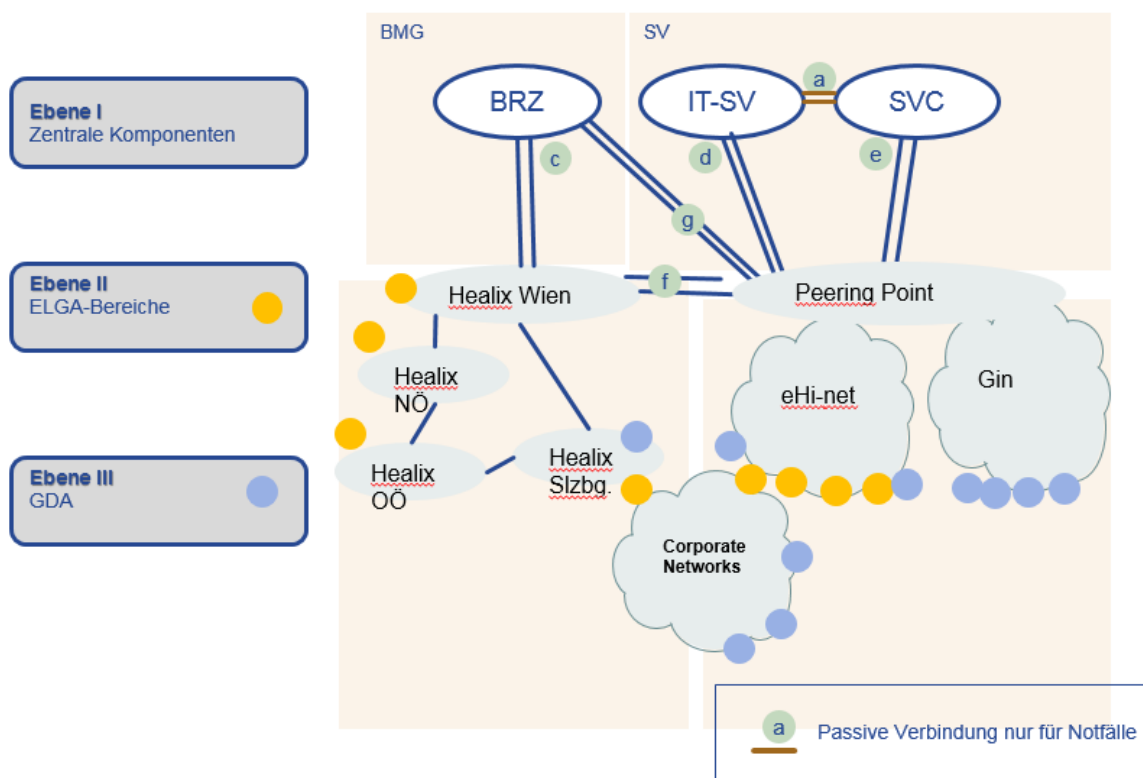 BMG
SV
Ebene I
Zentrale Komponenten
BRZ
IT-SV
a
SVC
c
d
e
g
Ebene II
ELGA-Bereiche
Healix Wien
f
Peering Point
Healix
NÖ
eHi-net
Gin
Ebene III
GDA
Healix
OÖ
Healix
Slzbg.
Corporate
Networks
a
Passive Verbindung nur für Notfälle